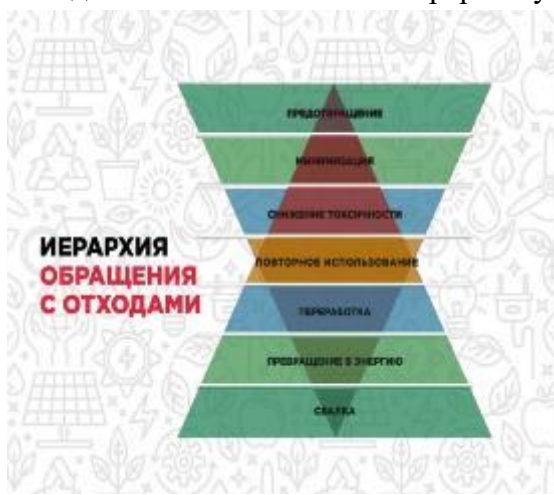 ПРЕДОТВРАЩЕНИЕ
МИНИМИЗАЦИЯ
СНИЖЕНИЕ ТОКСИЧНОСТИ
ИЕРАРХИЯ
ОБРАЩЕНИЯ
С ОТХОДАМИ
ПОВТОРНОЕ ИСПОЛЬЗОВАНИЕ
ПЕРЕРАБОТКА
ПРЕВРАЩЕНИЕ В ЭНЕРГИЮ
СВАЛКА